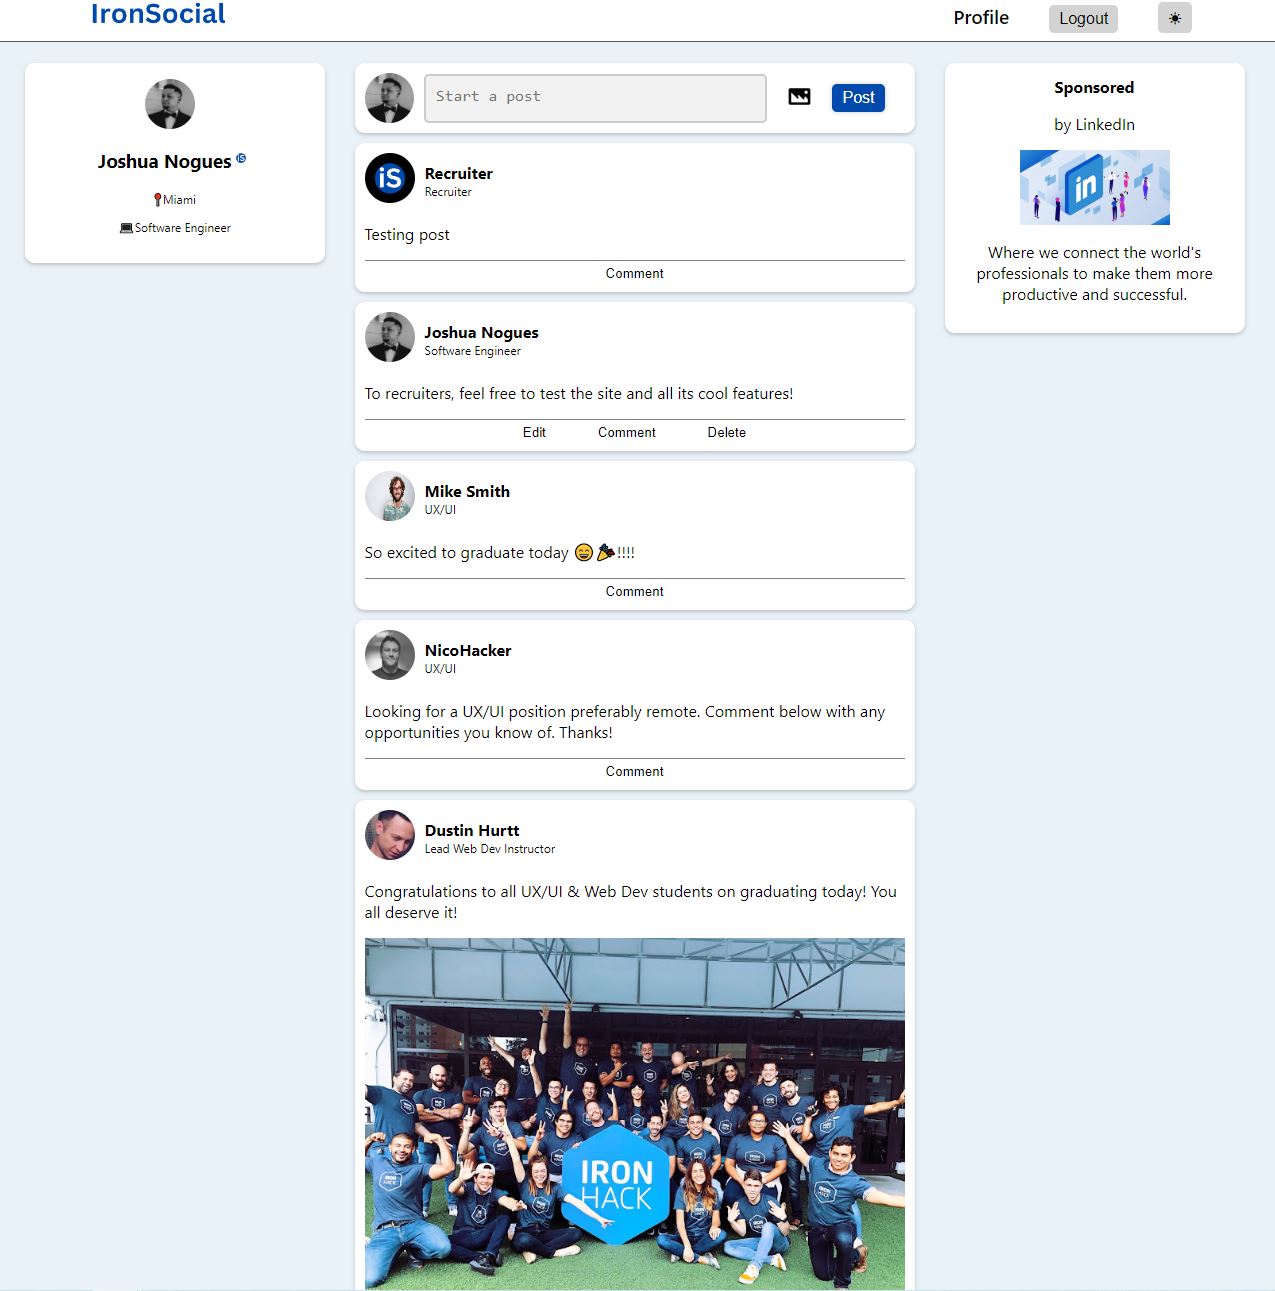 IronSocial
Profile
Logout
Joshua Nogues iS
Miami
Software Engineer
Start a post
Post
iS
Recruiter
Recruiter
Testing post
Comment
Joshua Nogues
Software Engineer
To recruiters, feel free to test the site and all its cool features!
Edit
Comment
Delete
Mike Smith
UX/UI
So excited to graduate today 😄🎉!!!!
Comment
NicoHacker
UX/UI
Looking for a UX/UI position preferably remote. Comment below with any
opportunities you know of. Thanks!
Comment
Dustin Hurtt
Lead Web Dev Instructor
Congratulations to all UX/UI & Web Dev students on graduating today! You
all deserve it!
IRON
HACK
Sponsored
by LinkedIn
in
Where we connect the world's
professionals to make them more
productive and successful.